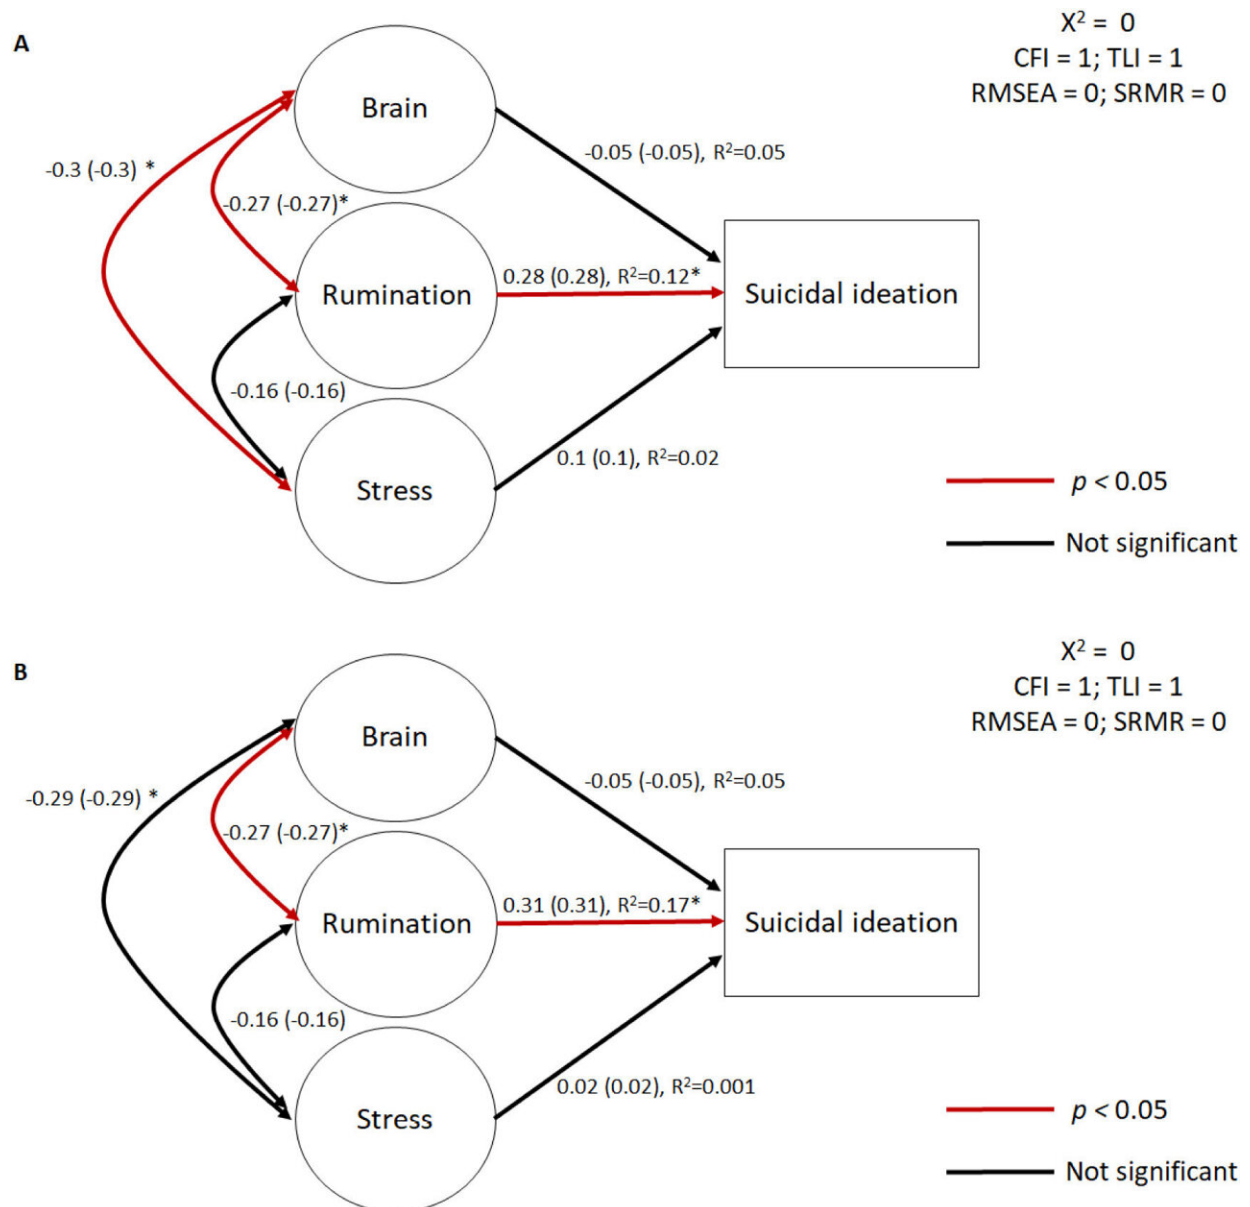 A
X² = 0
CFI = 1; TLI = 1
RMSEA = 0; SRMR = 0
Brain
-0.3 (-0.3) *
-0.05 (-0.05), R²=0.05
-0.27 (-0.27)*
0.28 (0.28), R²=0.12*
Rumination
Suicidal ideation
-0.16 (-0.16)
0.1 (0.1), R²=0.02
Stress
p < 0.05
Not significant
B
X² = 0
CFI = 1; TLI = 1
RMSEA = 0; SRMR = 0
Brain
-0.29 (-0.29) *
-0.05 (-0.05), R²=0.05
-0.27 (-0.27)*
0.31 (0.31), R²=0.17*
Rumination
Suicidal ideation
-0.16 (-0.16)
0.02 (0.02), R²=0.001
Stress
p < 0.05
Not significant